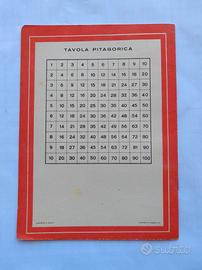 TAVOLA PITAGORICA
1 2 3 4 5 6 7 8 9 10
2 4 6 8 10 12 14 16 18 20
3 6 9 12 15 18 21 24 27 30
4 8 12 16 20 24 28 32 36 40
5 10 15 20 25 30 35 40 45 50
6 12 18 24 30 36 42 48 54 60
7 14 21 28 35 42 49 56 63 70
8 16 24 32 40 48 56 64 72 80
9 18 27 36 45 54 63 72 81 90
10 20 30 40 50 60 70 80 90 100
Subito